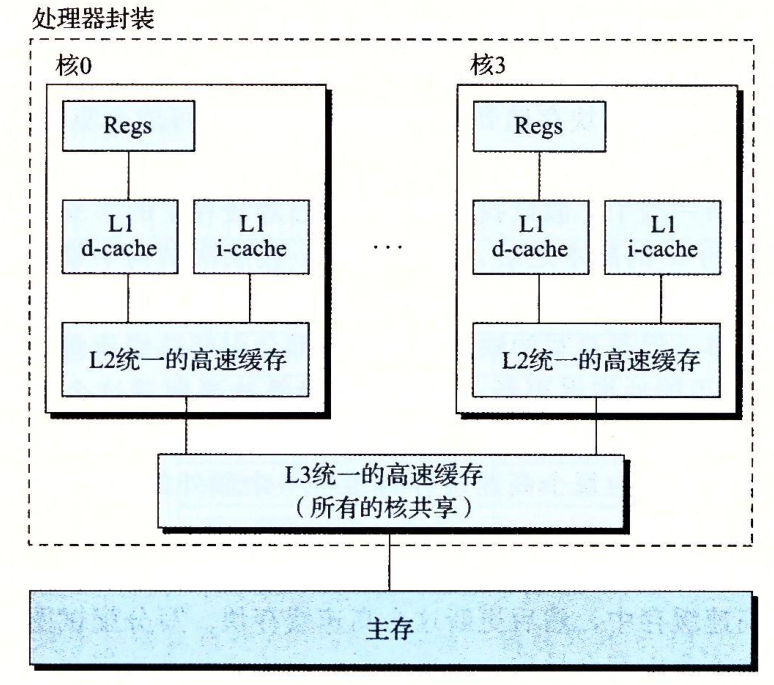 处理器封装
核0
核3
Regs
Regs
L1
d-cache
L1
i-cache
...
L1
d-cache
L1
i-cache
L2统一的高速缓存
L2统一的高速缓存
L3统一的高速缓存
（所有的核共享）
主存